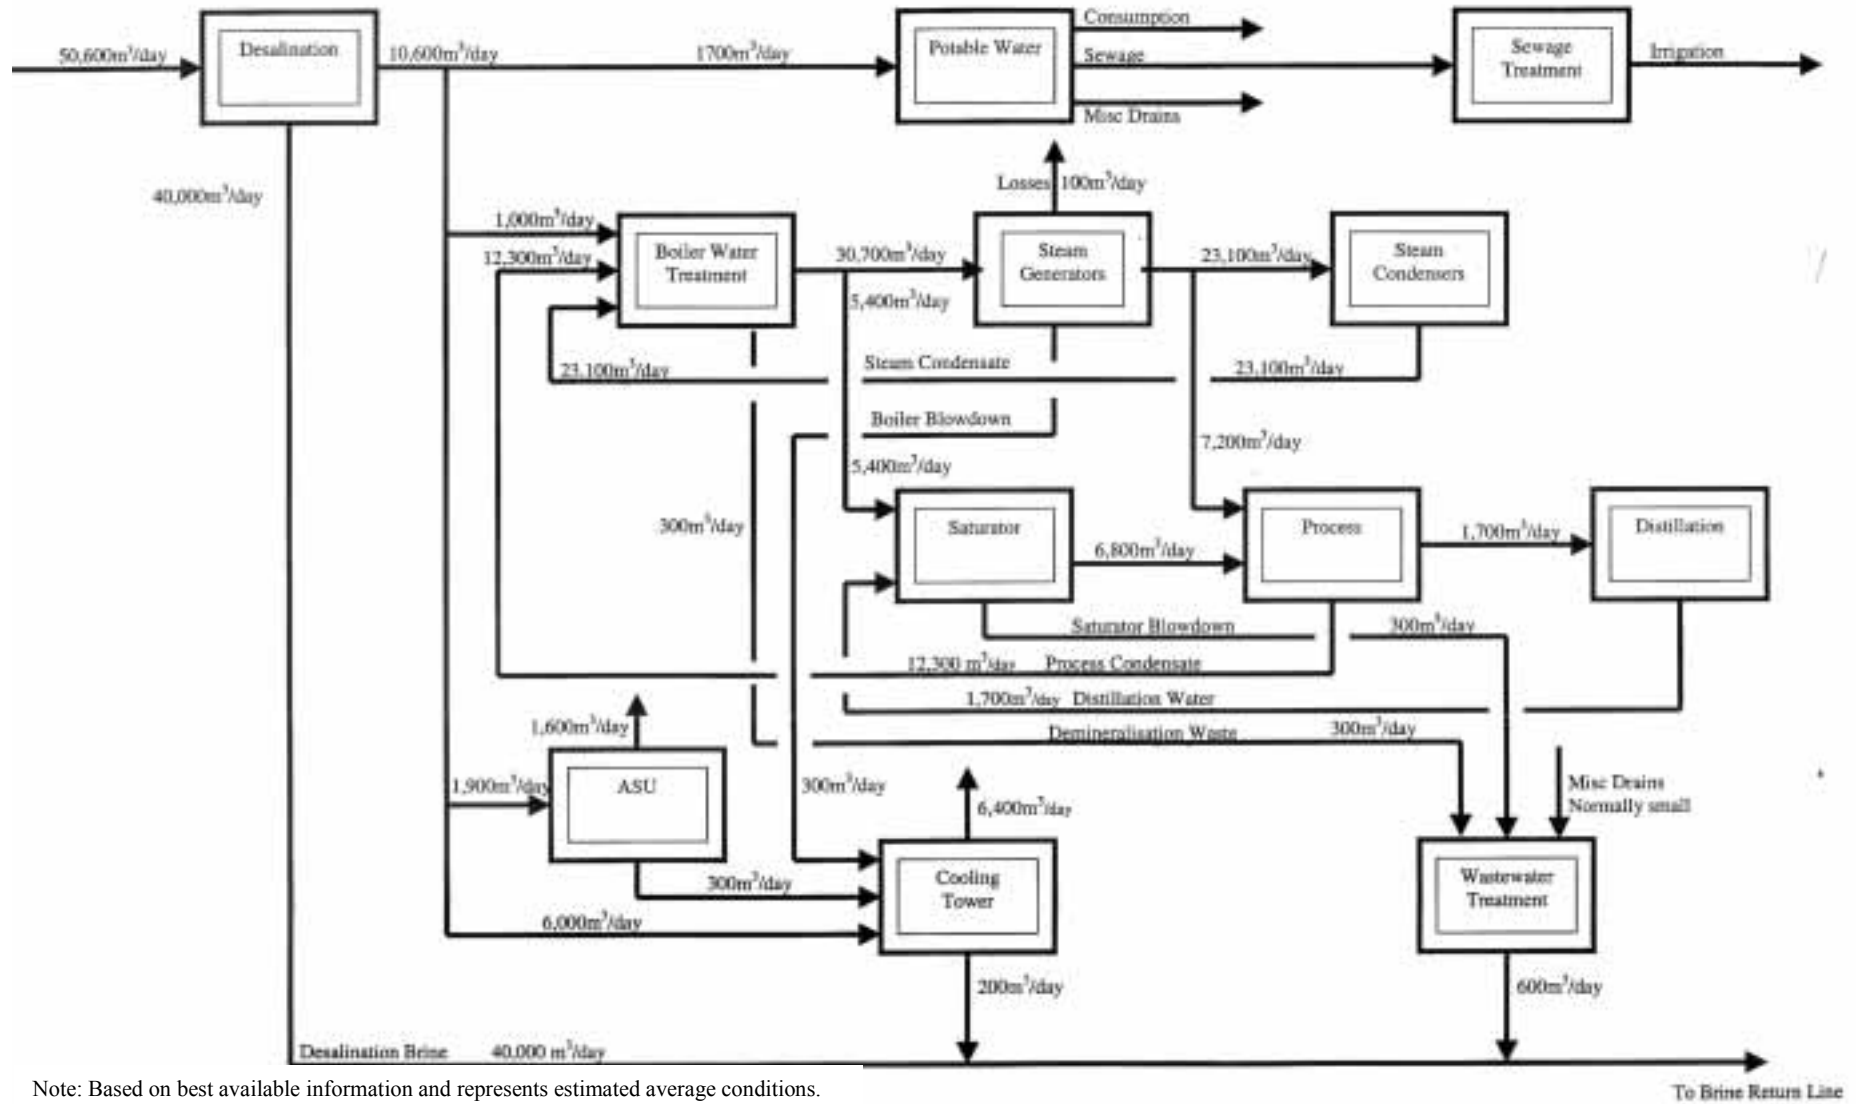 50,600m³/day
Desalination
10,600m³/day
1700m³/day
Potable Water
Consumption
Sewage
Misc Drains
Sewage
Treatment
Irrigation
40,000m³/day
Losses 100m³/day
1,000m³/day
12,300m³/day
Boiler Water
Treatment
30,700m³/day
5,400m³/day
Steam
Generators
23,100m³/day
Steam
Condensers
23,100m³/day
Steam Condensate
23,100m³/day
Boiler Blowdown
7,200m³/day
5,400m³/day
300m³/day
Saturator
6,800m³/day
Process
1,700m³/day
Distillation
Saturator Blowdown
300m³/day
12,300 m³/day Process Condensate
1,700m³/day Distillation Water
1,600m³/day
Demineralisation Waste
300m³/day
1,900m³/day
ASU
300m³/day
6,400m³/day
Misc Drains
Normally small
300m³/day
Cooling
Tower
Wastewater
Treatment
6,000m³/day
200m³/day
600m³/day
Desalination Brine 40,000 m³/day
Note: Based on best available information and represents estimated average conditions.
To Brine Return Line